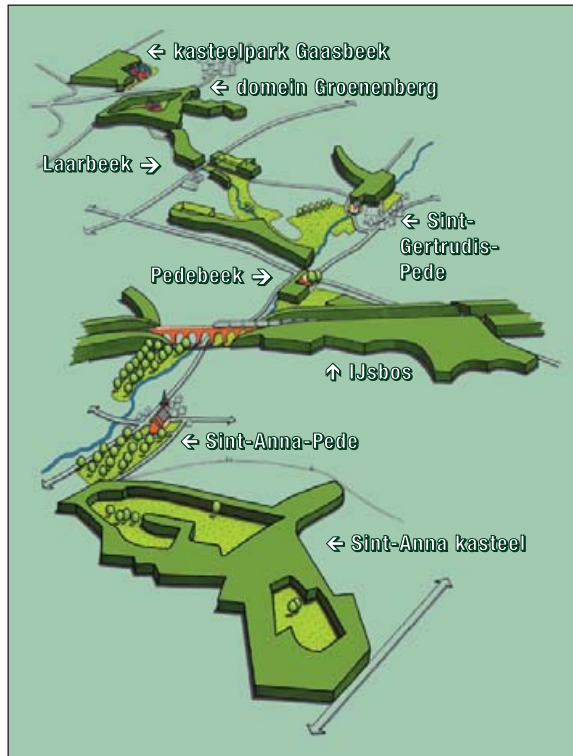 ← kasteelpark Gaasbeek
← domein Groenenberg
Laarbeek →
← Sint-
Gertrudis-
Pede
Pedebeek →
↑ IJsbos
← Sint-Anna-Pede
← Sint-Anna kasteel